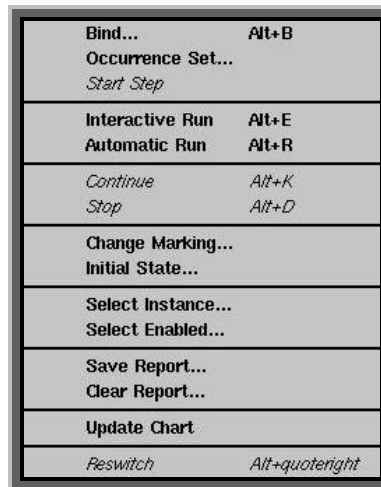 Bind... Alt+B
Occurrence Set...
Start Step
Interactive Run Alt+E
Automatic Run Alt+R
Continue Alt+K
Stop Alt+D
Change Marking...
Initial State...
Select Instance...
Select Enabled...
Save Report...
Clear Report...
Update Chart
Reswitch Alt+quoteright